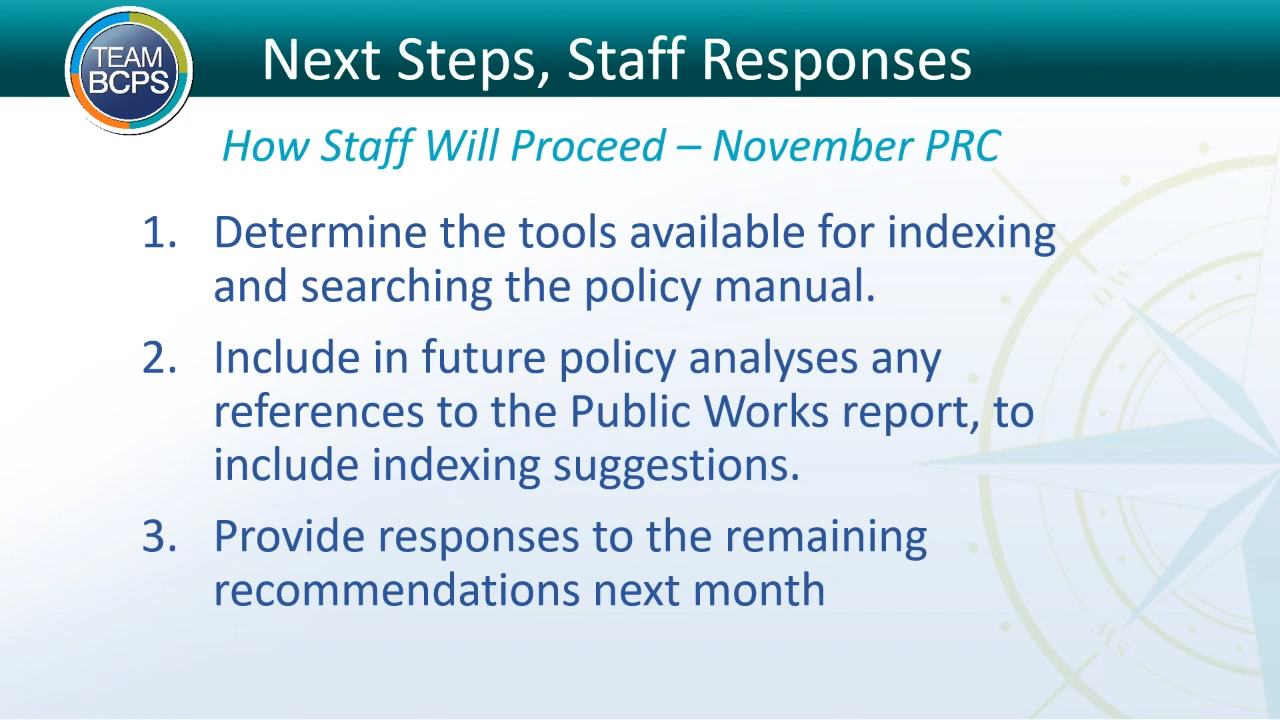 TEAM
BCPS
Next Steps, Staff Responses
How Staff Will Proceed – November PRC
1. Determine the tools available for indexing
and searching the policy manual.
2. Include in future policy analyses any
references to the Public Works report, to
include indexing suggestions.
3. Provide responses to the remaining
recommendations next month
NW